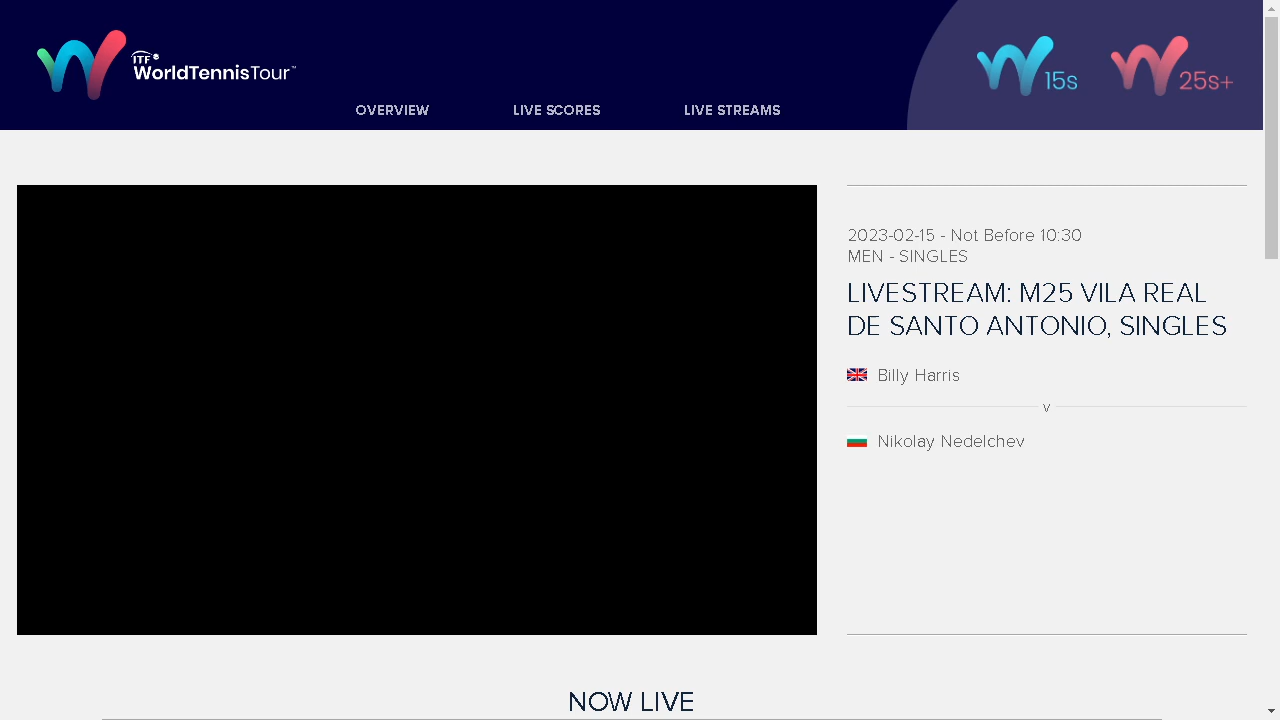 ITF
WorldTennisTour™
15s
25s+
OVERVIEW
LIVE SCORES
LIVE STREAMS
2023-02-15 - Not Before 10:30
MEN - SINGLES
LIVESTREAM: M25 VILA REAL
DE SANTO ANTONIO, SINGLES
Billy Harris
v
Nikolay Nedelchev
NOW LIVE